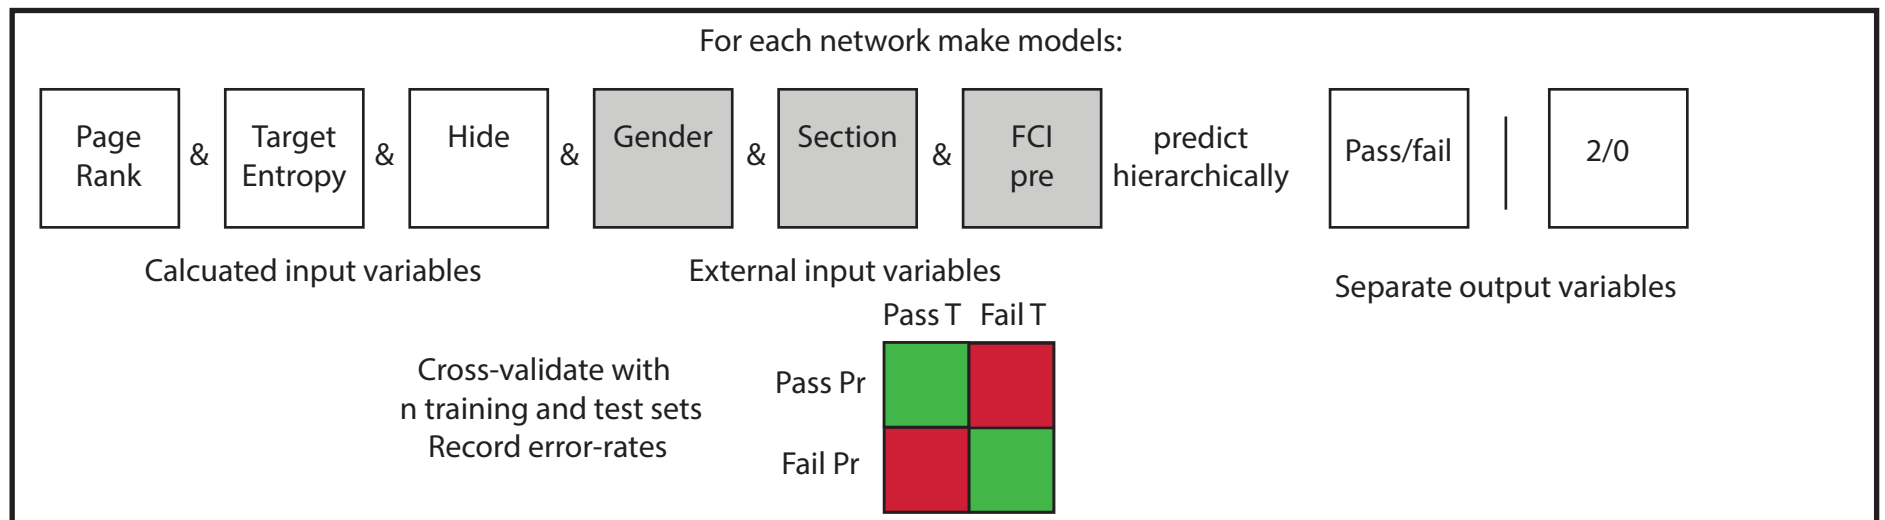 For each network make models:
Page
Rank
&
Target
Entropy
&
Hide
&
Gender
&
Section
&
FCI
pre
predict
hierarchically
Pass/fail
2/0
Calcuated input variables
External input variables
Separate output variables
Pass T Fail T
Cross-validate with
n training and test sets
Record error-rates
Pass Pr
Fail Pr